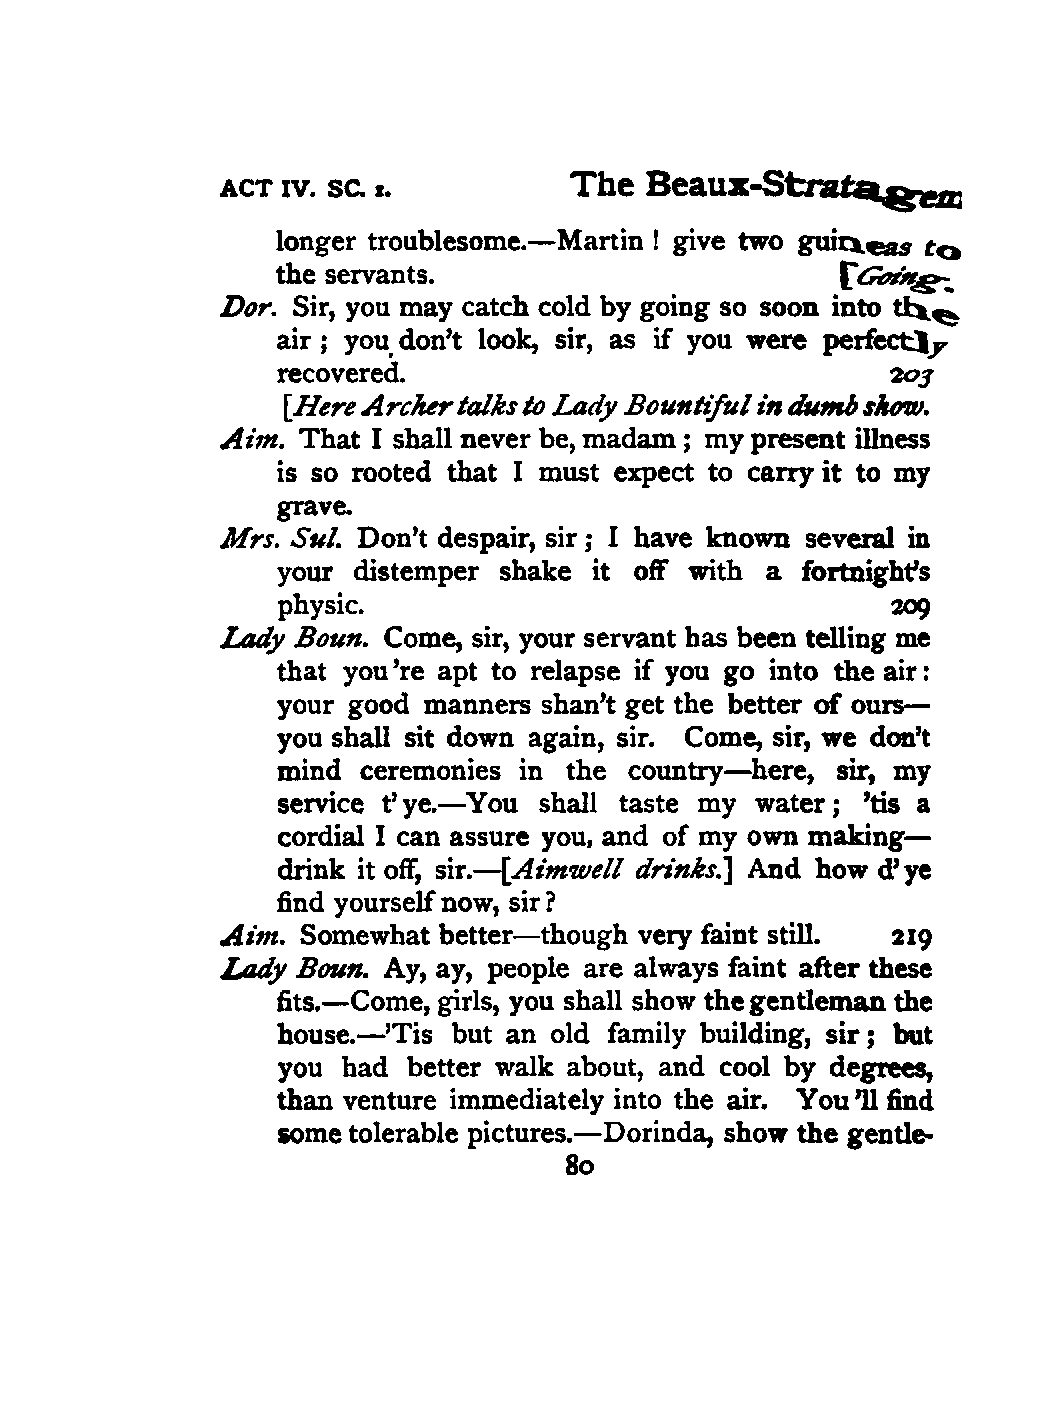 ACT IV. SC. 1. The Beaux-Stratagem
longer troublesome.—Martin ! give two guineas to
the servants. [Going.
Dor. Sir, you may catch cold by going so soon into the
air ; you don't look, sir, as if you were perfectly
recovered. 203
[Here Archer talks to Lady Bountiful in dumb show.
Aim. That I shall never be, madam ; my present illness
is so rooted that I must expect to carry it to my
grave.
Mrs. Sul. Don't despair, sir ; I have known several in
your distemper shake it off with a fortnight's
physic. 209
Lady Boun. Come, sir, your servant has been telling me
that you 're apt to relapse if you go into the air :
your good manners shan't get the better of ours—
you shall sit down again, sir. Come, sir, we don't
mind ceremonies in the country—here, sir, my
service t' ye.—You shall taste my water ; 'tis a
cordial I can assure you, and of my own making—
drink it off, sir.—[Aimwell drinks.] And how d' ye
find yourself now, sir ?
Aim. Somewhat better—though very faint still. 219
Lady Boun. Ay, ay, people are always faint after these
fits.—Come, girls, you shall show the gentleman the
house.—'Tis but an old family building, sir ; but
you had better walk about, and cool by degrees,
than venture immediately into the air. You 'll find
some tolerable pictures.—Dorinda, show the gentle-
80